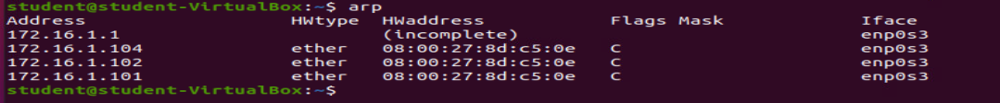 student@student-VirtualBox:~$ arp
Address HWtype HWaddress Flags Mask Iface
172.16.1.1 (incomplete) enp0s3
172.16.1.104 ether 08:00:27:8d:c5:0e C enp0s3
172.16.1.102 ether 08:00:27:8d:c5:0e C enp0s3
172.16.1.101 ether 08:00:27:8d:c5:0e C enp0s3
student@student-VirtualBox:~$